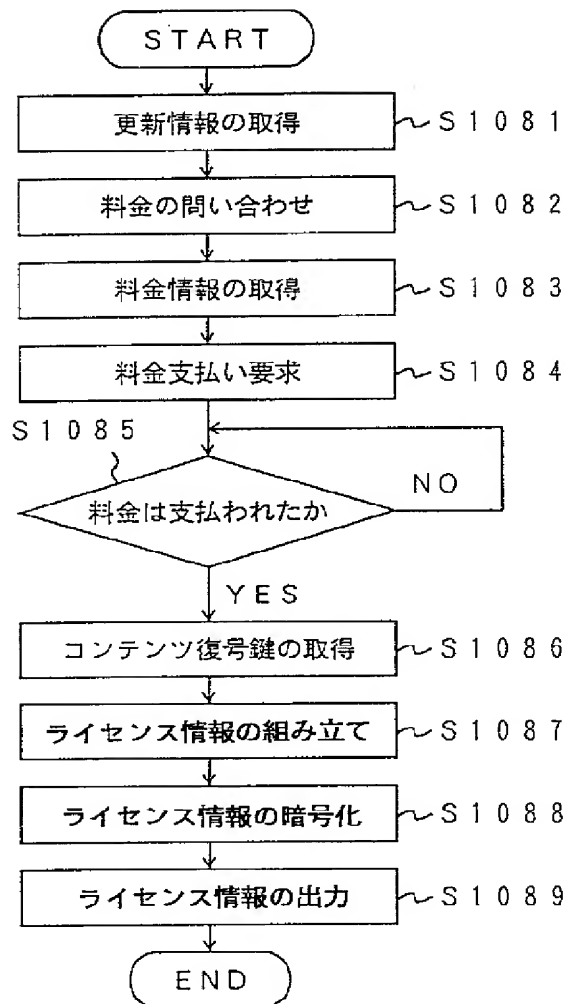 START
更新情報の取得 S1081
料金の問い合わせ S1082
料金情報の取得 S1083
料金支払い要求 S1084
S1085
料金は支払われたか NO
YES
コンテンツ復号鍵の取得 S1086
ライセンス情報の組み立て S1087
ライセンス情報の暗号化 S1088
ライセンス情報の出力 S1089
END